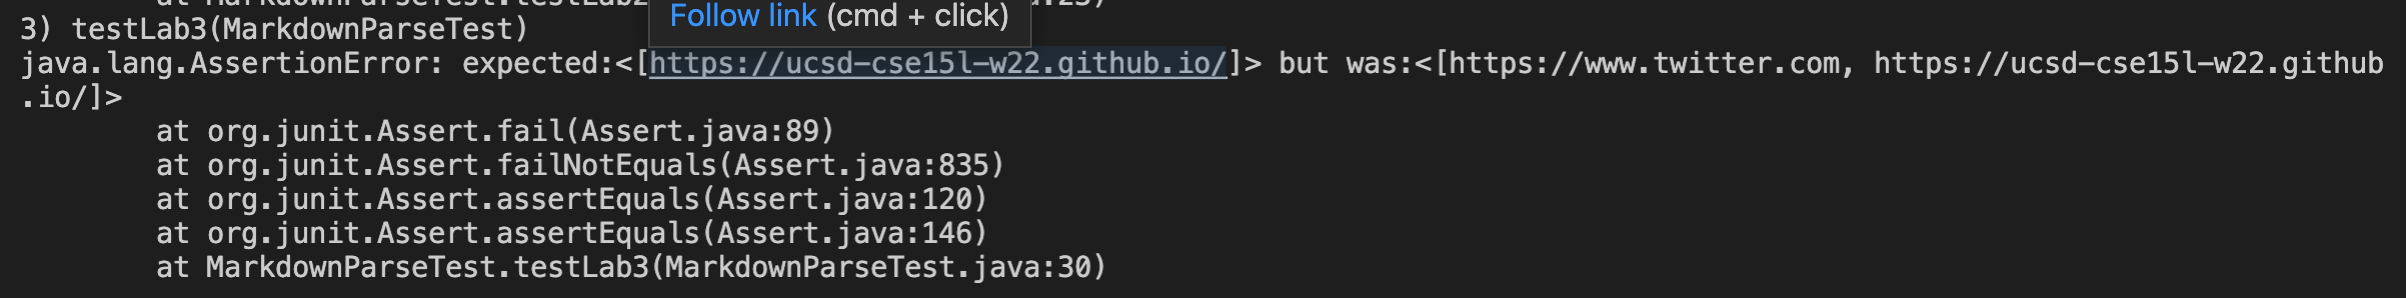 at MarkdownParseTest.testLab2
Follow link (cmd + click)
3) testLab3(MarkdownParseTest)
java.lang.AssertionError: expected:<[https://ucsd-cse15l-w22.github.io/]> but was:<[https://www.twitter.com, https://ucsd-cse15l-w22.github
.io/]>
at org.junit.Assert.fail(Assert.java:89)
at org.junit.Assert.failNotEquals(Assert.java:835)
at org.junit.Assert.assertEquals(Assert.java:120)
at org.junit.Assert.assertEquals(Assert.java:146)
at MarkdownParseTest.testLab3(MarkdownParseTest.java:30)